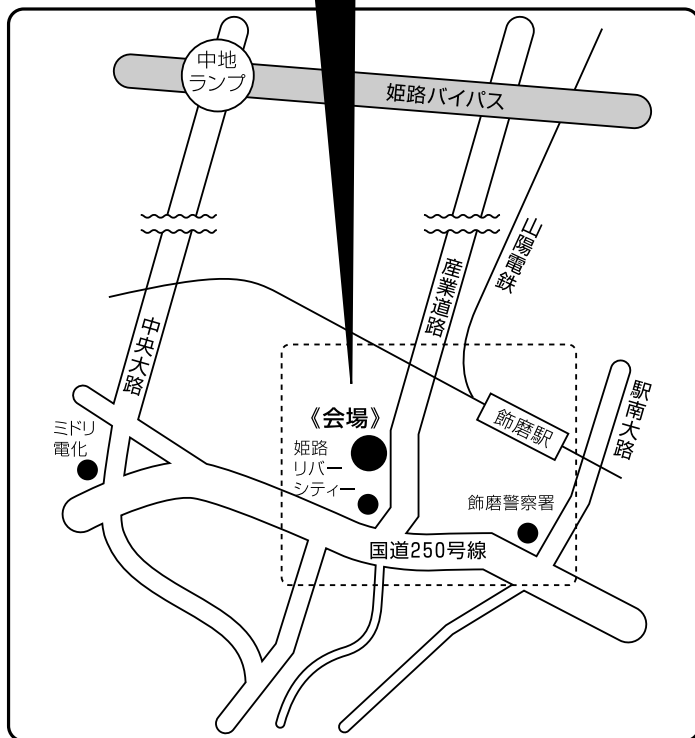 中地
ランプ
姫路バイパス
山陽電鉄
産業道路
中央大路
駅南大路
《会場》
飾磨駅
ミドリ
電化
姫路
リバー
シティー
飾磨警察署
国道250号線